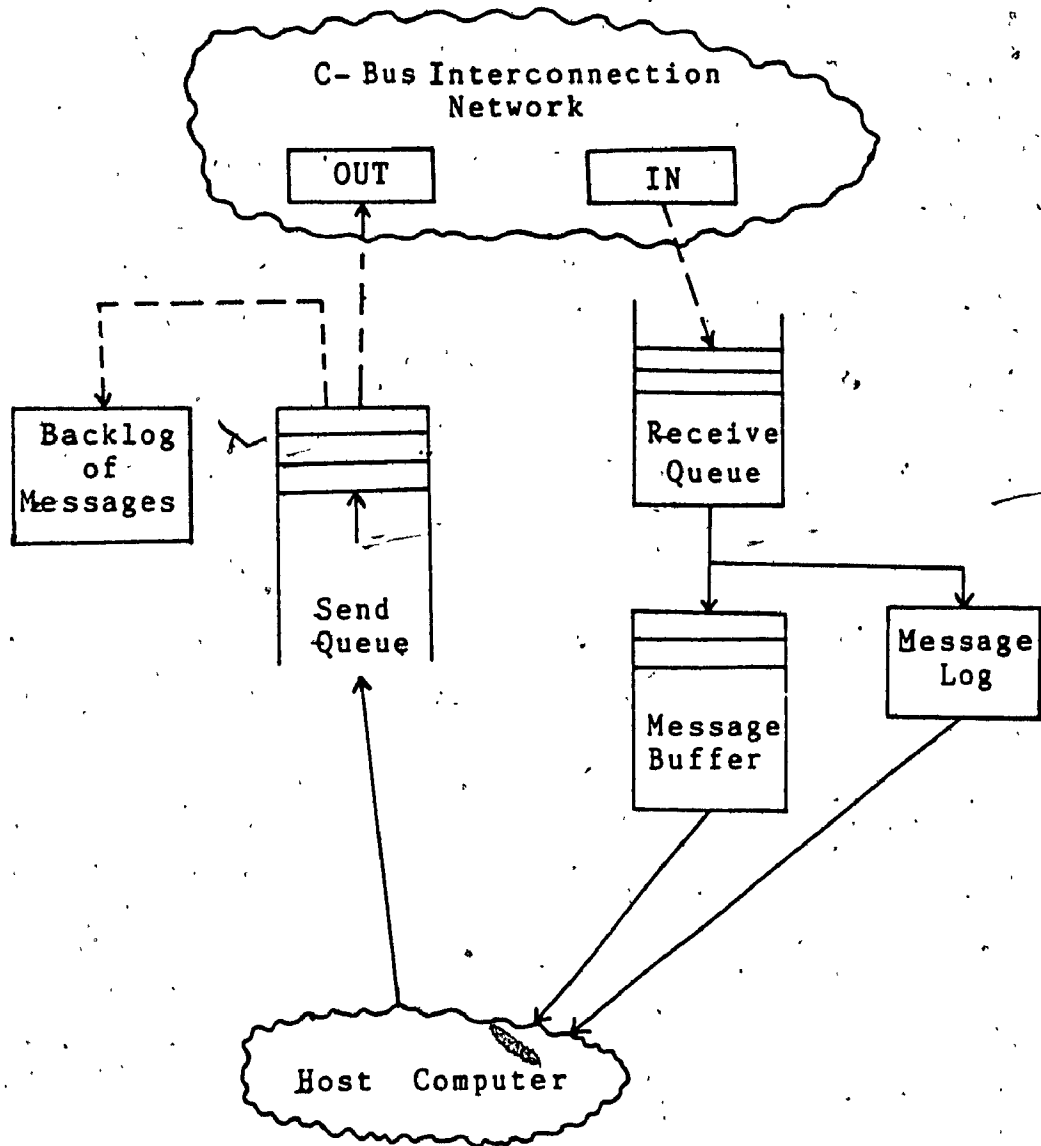 C-Bus Interconnection
Network
OUT
IN
Backlog
of
Messages
Send
Queue
Receive
Queue
Message
Buffer
Message
Log
Host Computer